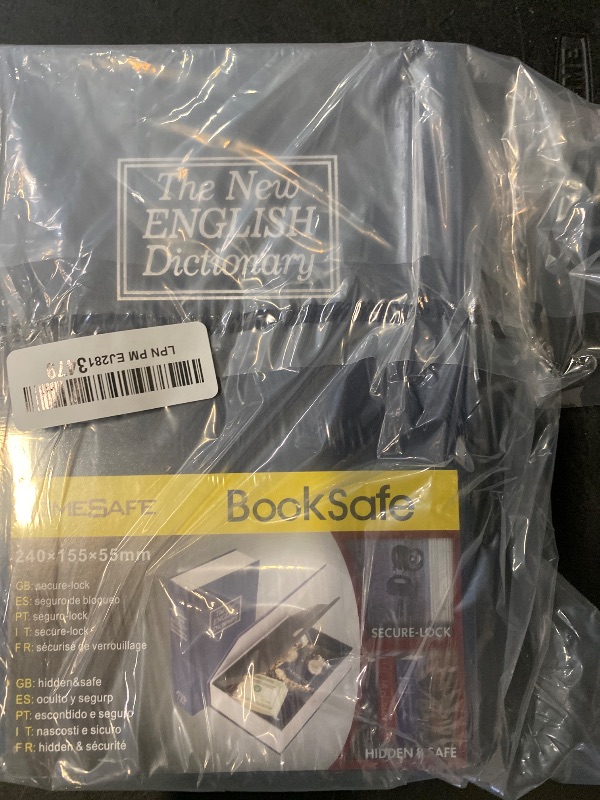 The New
ENGLISH
Dictionary
LPN PM EJ2813479
MESAFE
BookSafe
240×155×55mm
GB: secure-lock
ES: seguro de bloqueo
PT: seguro-lock
I T: secure-lock
FR: sécurisé de verrouillage
SECURE-LOCK
GB: hidden&safe
ES: oculto y segurp
PT: escondido e seguro
I T: nascosti e sicuro
FR: hidden & sécurité
HIDDEN & SAFE